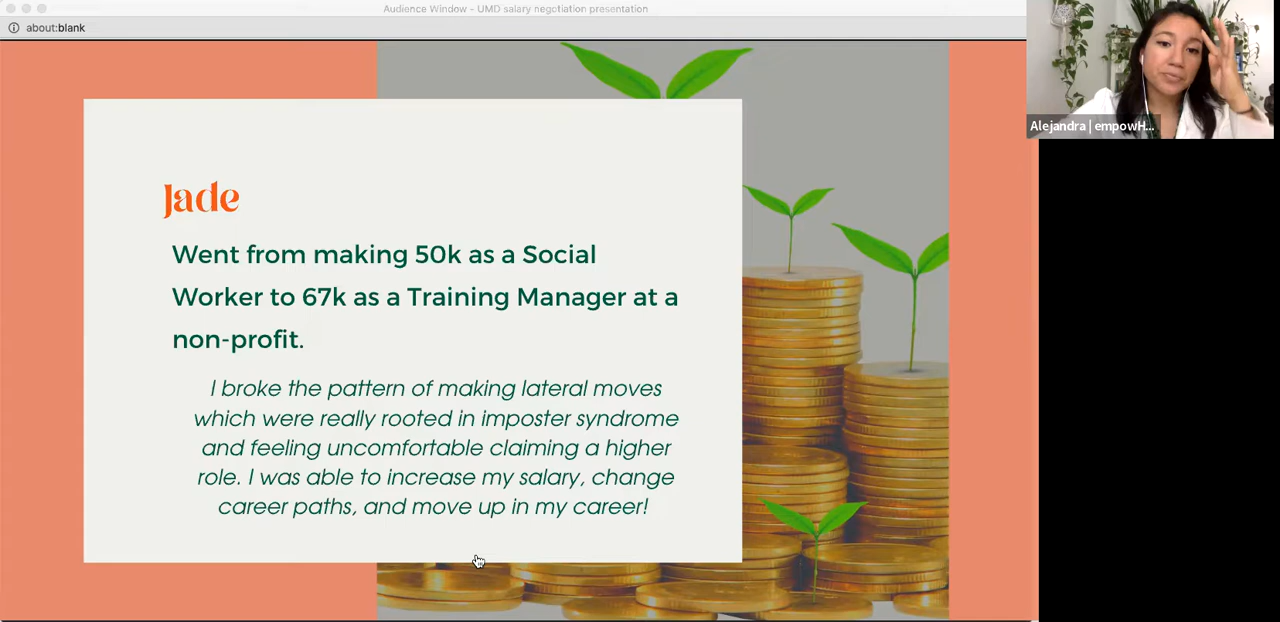 Audience Window - UMD salary negotiation presentation
about:blank
Alejandra | empowH...
Jade
Went from making 50k as a Social
Worker to 67k as a Training Manager at a
non-profit.
I broke the pattern of making lateral moves
which were really rooted in imposter syndrome
and feeling uncomfortable claiming a higher
role. I was able to increase my salary, change
career paths, and move up in my career!